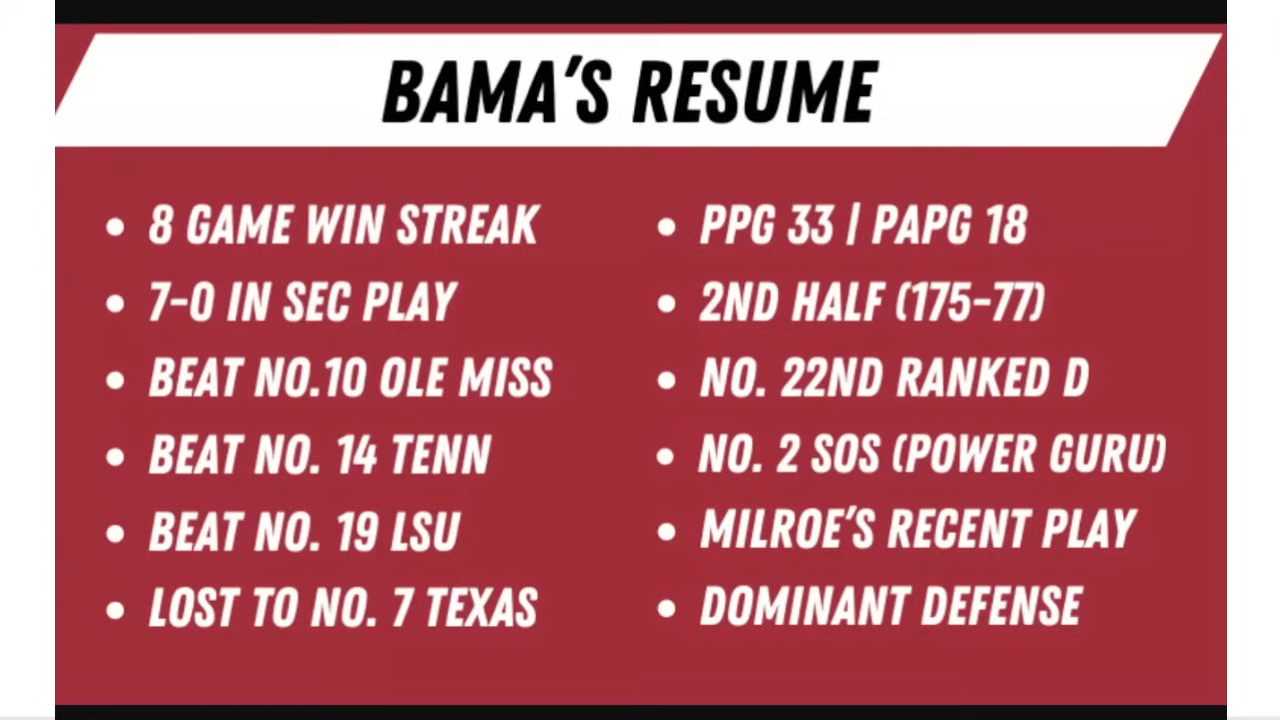 BAMA'S RESUME
• 8 GAME WIN STREAK
• 7-0 IN SEC PLAY
• BEAT NO.10 OLE MISS
• BEAT NO. 14 TENN
• BEAT NO. 19 LSU
• LOST TO NO. 7 TEXAS
• PPG 33 | PAPG 18
• 2ND HALF (175-77)
• NO. 22ND RANKED D
• NO. 2 SOS (POWER GURU)
• MILROE'S RECENT PLAY
• DOMINANT DEFENSE